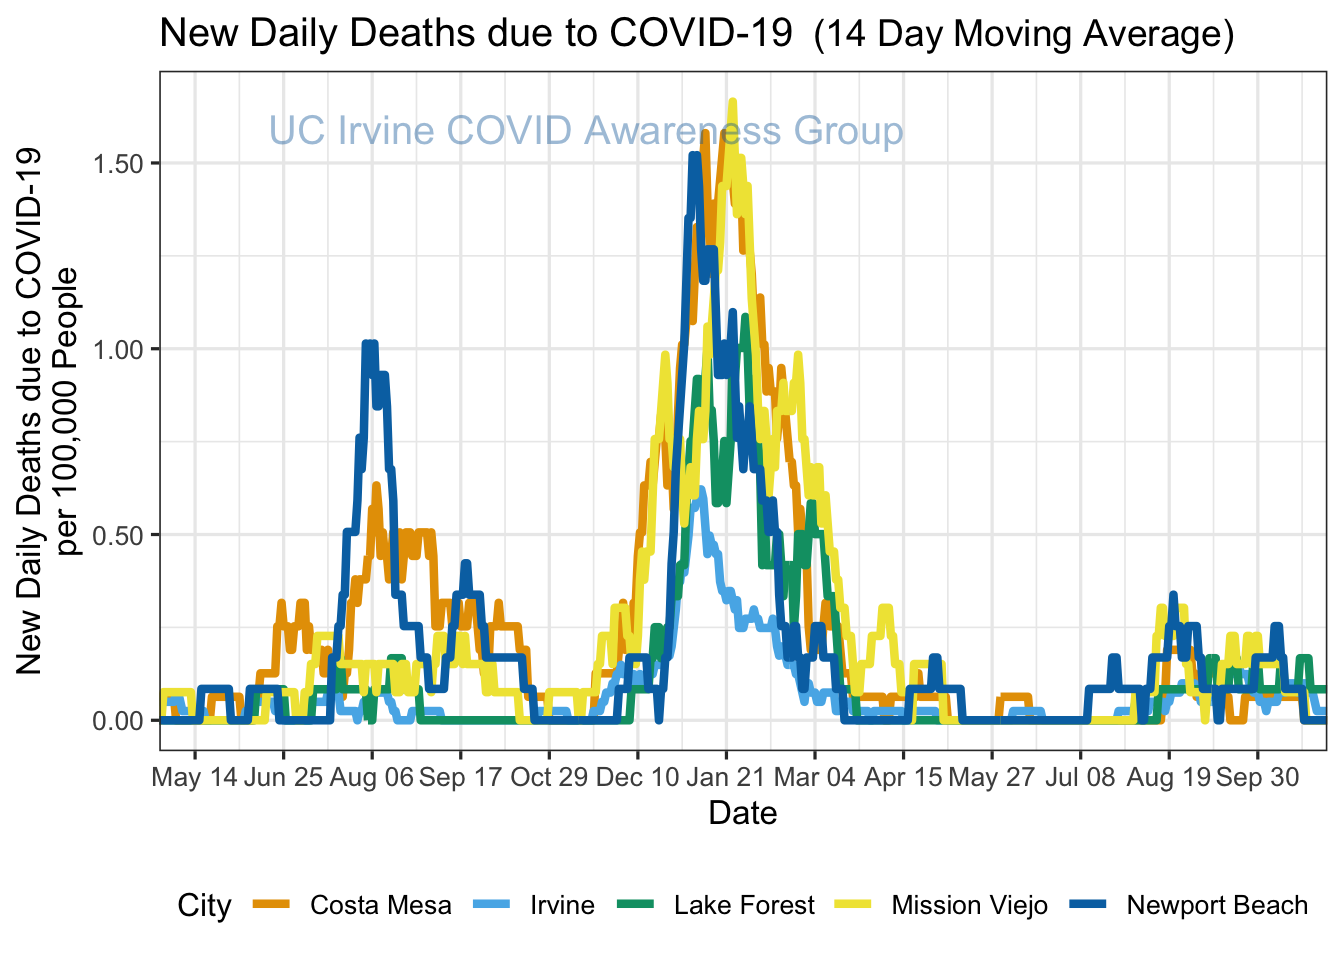 New Daily Deaths due to COVID-19 (14 Day Moving Average)
UC Irvine COVID Awareness Group
New Daily Deaths due to COVID-19
per 100,000 People
1.50
1.00
0.50
0.00
May 14 Jun 25 Aug 06 Sep 17 Oct 29 Dec 10 Jan 21 Mar 04 Apr 15 May 27 Jul 08 Aug 19 Sep 30
Date
City Costa Mesa Irvine Lake Forest Mission Viejo Newport Beach